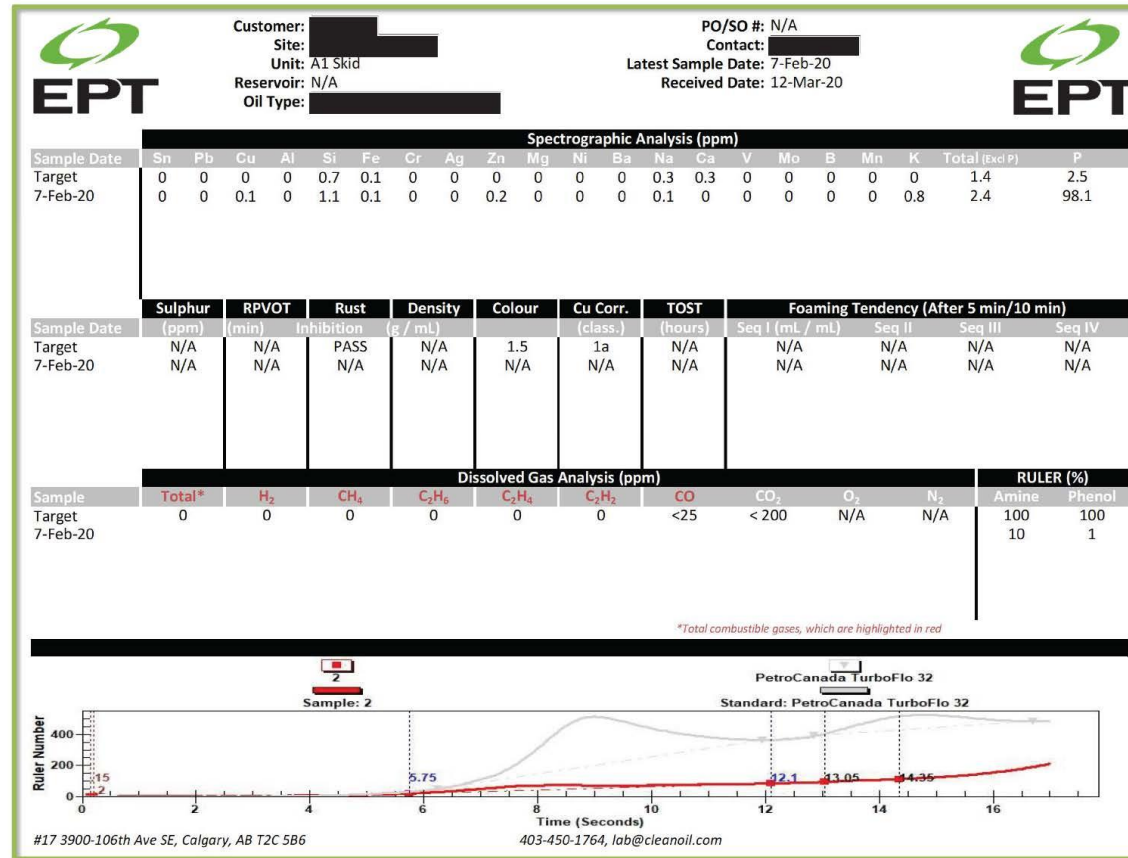 EPT
Customer:
Site:
Unit: A1 Skid
Reservoir: N/A
Oil Type:
PO/SO #: N/A
Contact:
Latest Sample Date: 7-Feb-20
Received Date: 12-Mar-20
EPT
Spectrographic Analysis (ppm)
Sample Date Sn Pb Cu Al Si Fe Cr Ag Zn Mg Ni Ba Na Ca V Mo B Mn K Total (Excl P) P
Target 0 0 0 0 0.7 0.1 0 0 0 0 0 0 0.3 0.3 0 0 0 0 0 1.4 2.5
7-Feb-20 0 0 0.1 0 1.1 0.1 0 0 0.2 0 0 0 0.1 0 0 0 0 0 0.8 2.4 98.1
Sulphur RPVOT Rust Density Colour Cu Corr. TOST Foaming Tendency (After 5 min/10 min)
Sample Date (ppm) (min) Inhibition (g / mL) (class.) (hours) Seq I (mL / mL) Seq II Seq III Seq IV
Target N/A N/A PASS N/A 1.5 1a N/A N/A N/A N/A N/A
7-Feb-20 N/A N/A N/A N/A N/A N/A N/A N/A N/A N/A N/A
Dissolved Gas Analysis (ppm) RULER (%)
Sample Total* H₂ CH₄ C₂H₆ C₂H₄ C₂H₂ CO CO₂ O₂ N₂ Amine Phenol
Target 0 0 0 0 0 0 <25 < 200 N/A N/A 100 100
7-Feb-20 10 1
*Total combustible gases, which are highlighted in red
2 PetroCanada TurboFlo 32
Sample: 2 Standard: PetroCanada TurboFlo 32
Ruler Number
400
200
0
15
2
5.75
12.1
13.05
14.35
0 2 4 6 8 10 12 14 16
Time (Seconds)
#17 3900-106th Ave SE, Calgary, AB T2C 5B6 403-450-1764, lab@cleanoil.com